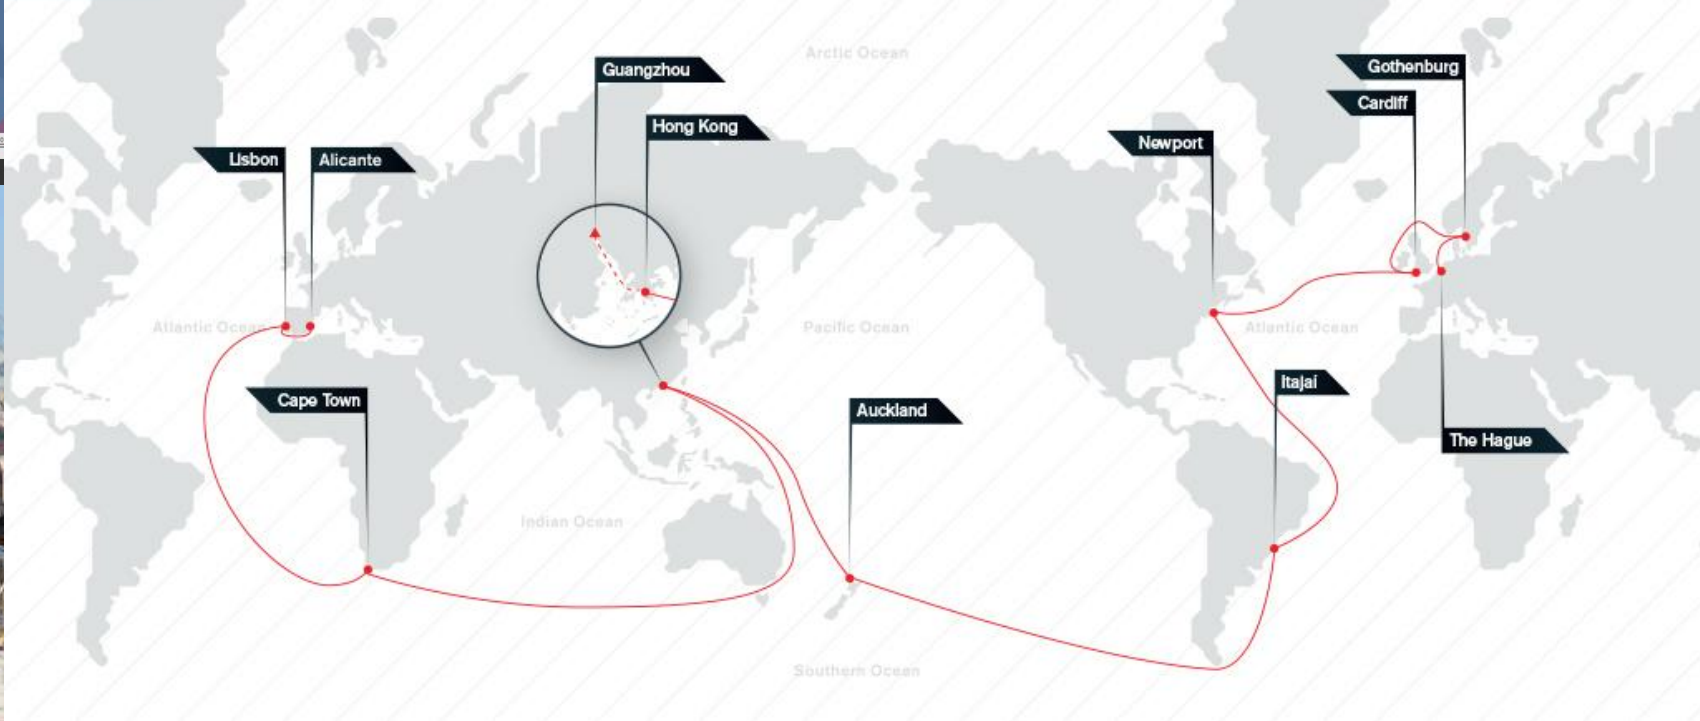 Arctic Ocean
Guangzhou
Gothenburg
Cardiff
Hong Kong
Newport
Lisbon
Alicante
Atlantic Ocean
Pacific Ocean
Atlantic Ocean
Itajaí
Cape Town
Auckland
The Hague
Indian Ocean
Southern Ocean